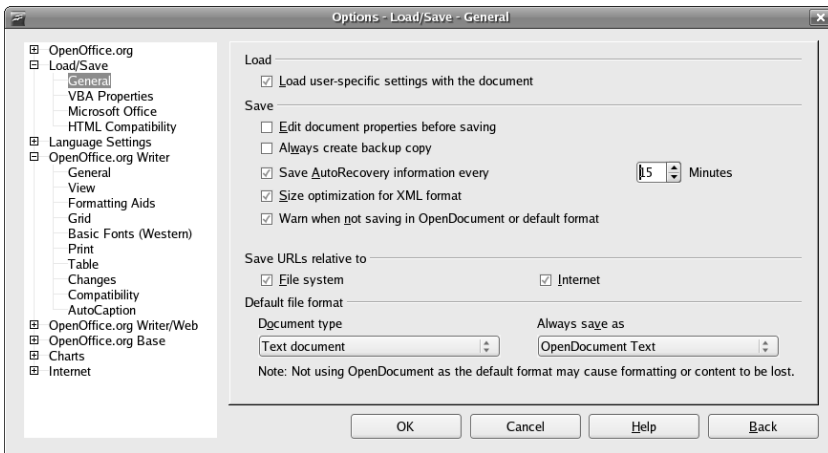 Options - Load/Save - General
OpenOffice.org
Load/Save
General
VBA Properties
Microsoft Office
HTML Compatibility
Language Settings
OpenOffice.org Writer
General
View
Formatting Aids
Grid
Basic Fonts (Western)
Print
Table
Changes
Compatibility
AutoCaption
OpenOffice.org Writer/Web
OpenOffice.org Base
Charts
Internet
Load
Load user-specific settings with the document
Save
Edit document properties before saving
Always create backup copy
Save AutoRecovery information every 15 Minutes
Size optimization for XML format
Warn when not saving in OpenDocument or default format
Save URLs relative to
File system Internet
Default file format
Document type Always save as
Text document OpenDocument Text
Note: Not using OpenDocument as the default format may cause formatting or content to be lost.
OK Cancel Help Back